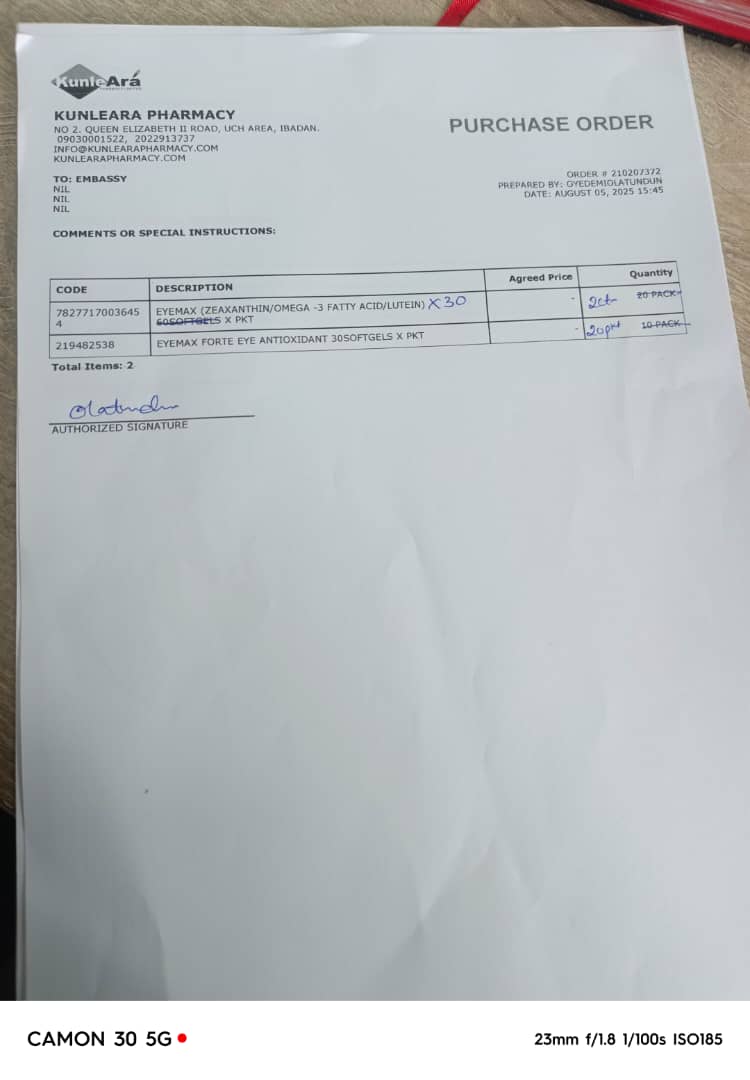 KunleAra
KUNLEARA PHARMACY
NO 2. QUEEN ELIZABETH II ROAD, UCH AREA, IBADAN.
09030001522, 2022913737
INFO@KUNLEARAPHARMACY.COM
KUNLEARAPHARMACY.COM
PURCHASE ORDER
TO: EMBASSY
NIL
NIL
NIL
ORDER # 210207372
PREPARED BY: OYEDEMIOLATUNDUN
DATE: AUGUST 05, 2025 15:45
COMMENTS OR SPECIAL INSTRUCTIONS:
CODE DESCRIPTION Agreed Price Quantity
7827717003645 EYEMAX (ZEAXANTHIN/OMEGA -3 FATTY ACID/LUTEIN) X30 - 2ct 20 PACK
4 60SOFTGELS X PKT
219482538 EYEMAX FORTE EYE ANTIOXIDANT 30SOFTGELS X PKT - 20pkt 10 PACK
Total Items: 2
Olatundun
AUTHORIZED SIGNATURE
CAMON 30 5G 23mm f/1.8 1/100s ISO185